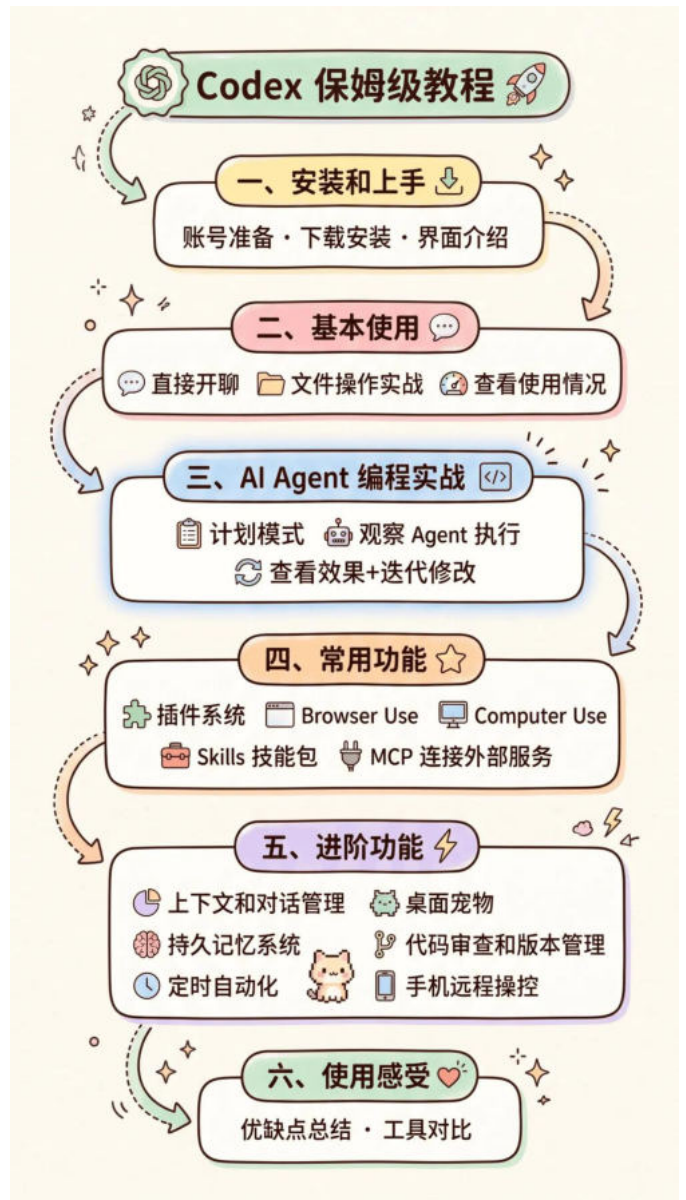 Codex 保姆级教程
一、安装和上手
账号准备 · 下载安装 · 界面介绍
二、基本使用
直接开聊 文件操作实战 查看使用情况
三、AI Agent 编程实战 </>
计划模式 观察 Agent 执行
查看效果+迭代修改
四、常用功能
插件系统 Browser Use Computer Use
Skills 技能包 MCP 连接外部服务
五、进阶功能
上下文和对话管理 桌面宠物
持久记忆系统 代码审查和版本管理
定时自动化 手机远程操控
六、使用感受
优缺点总结 · 工具对比